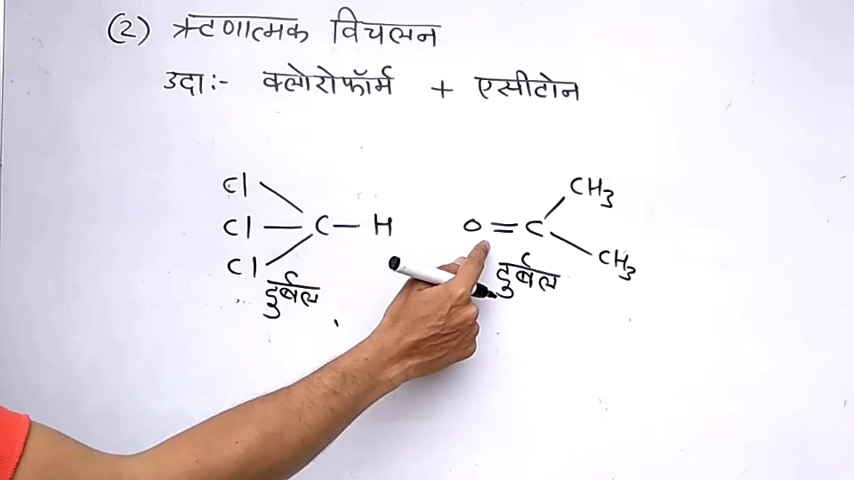 (2) ऋणात्मक विचलन
उदा:- क्लोरोफॉर्म + एसीटोन
Cl CH3
Cl — C — H O = C
Cl CH3
दुर्बल दुर्बल